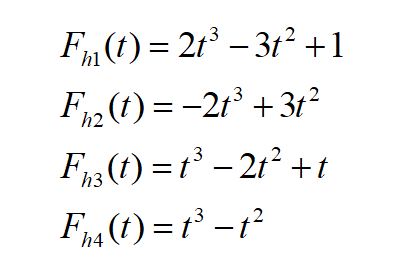 F_{h1}(t) = 2t^3 − 3t^2 + 1
F_{h2}(t) = −2t^3 + 3t^2
F_{h3}(t) = t^3 − 2t^2 + t
F_{h4}(t) = t^3 − t^2